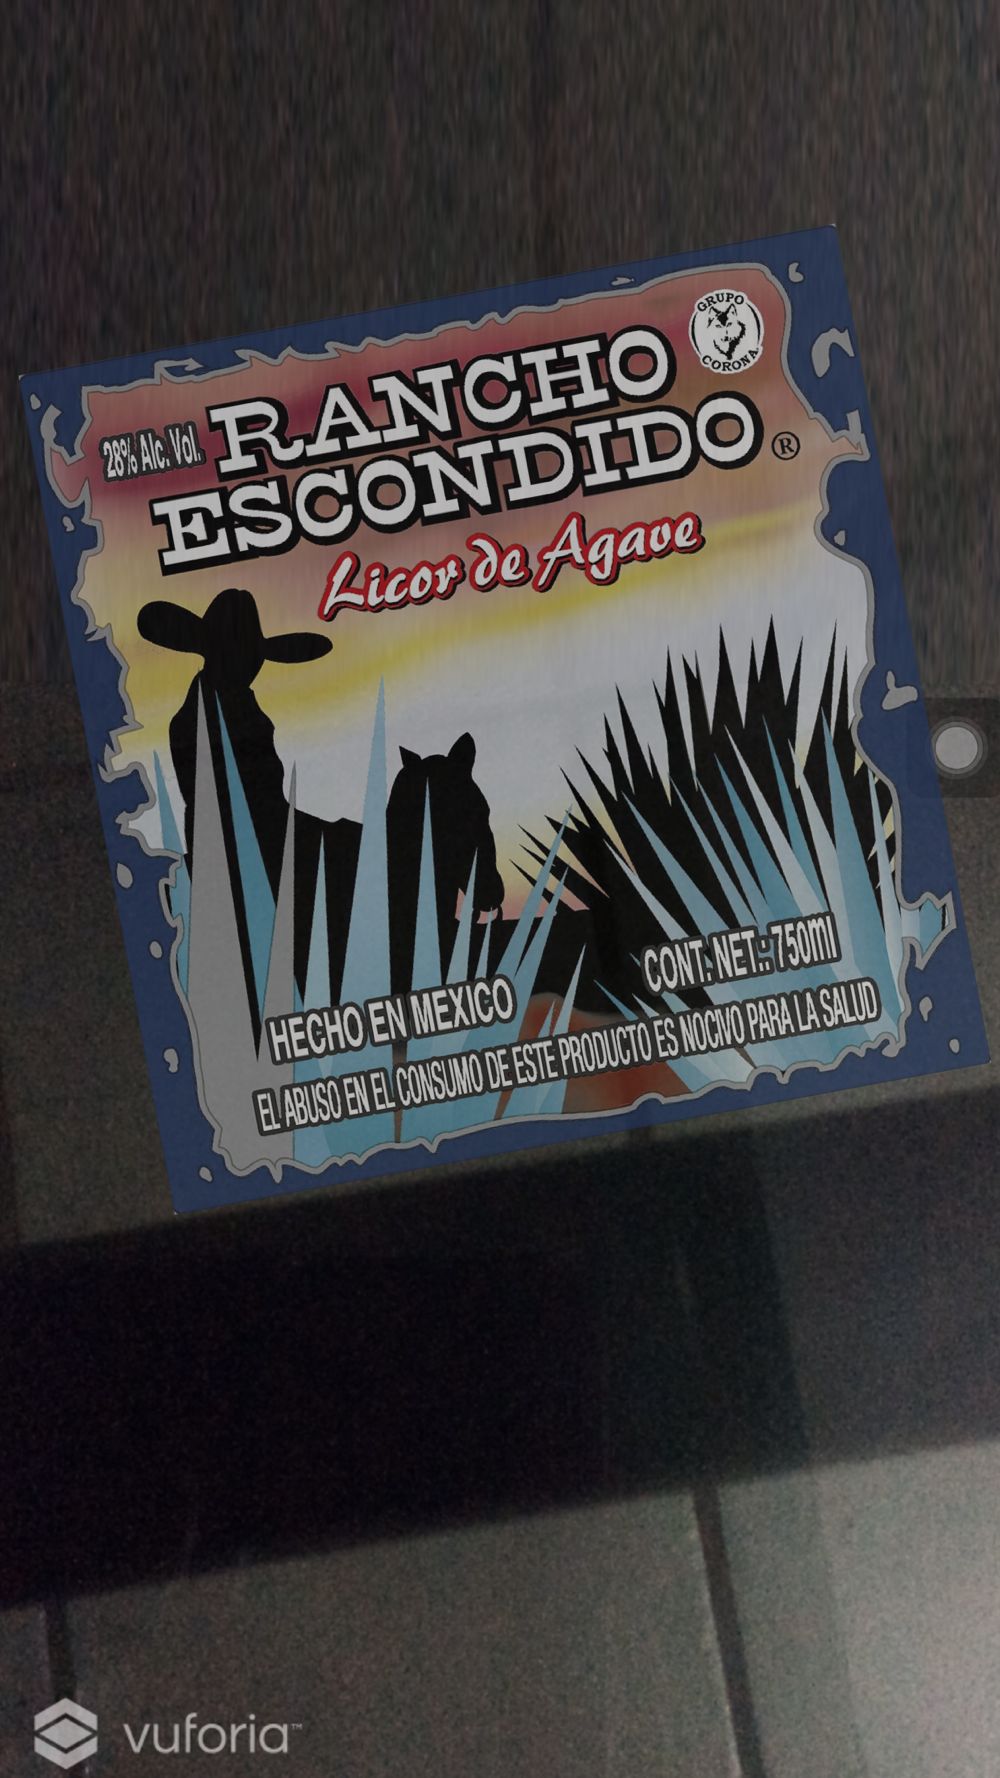 GRUPO
CORONA
28% Alc. Vol.
RANCHO
ESCONDIDO®
Licor de Agave
CONT. NET.: 750ml
HECHO EN MEXICO
EL ABUSO EN EL CONSUMO DE ESTE PRODUCTO ES NOCIVO PARA LA SALUD
vuforia™